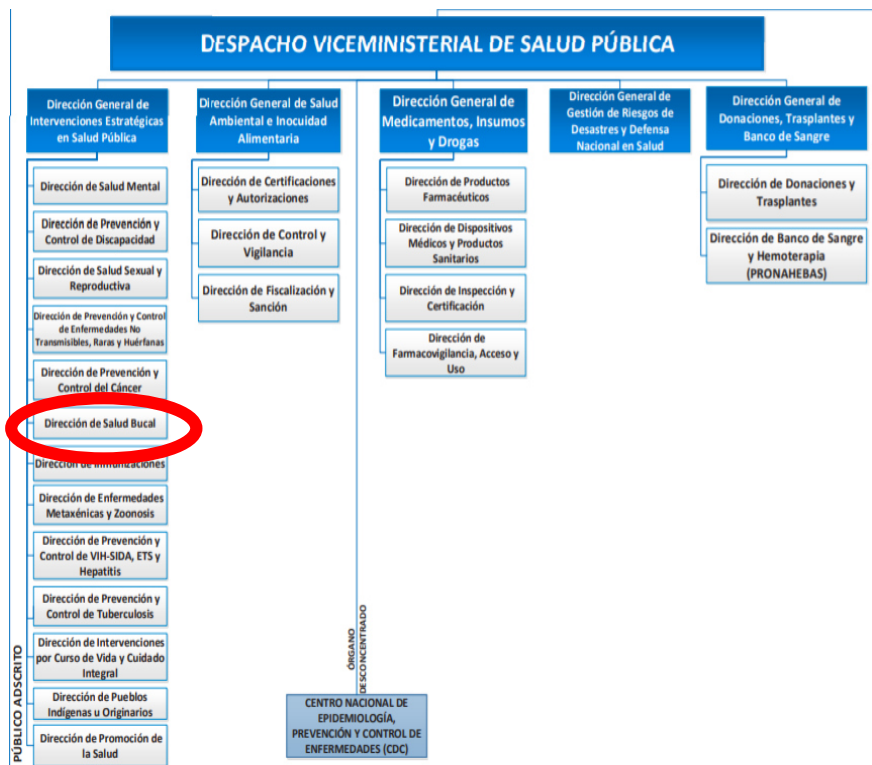 DESPACHO VICEMINISTERIAL DE SALUD PÚBLICA
Dirección General de
Intervenciones Estratégicas
en Salud Pública
Dirección de Salud Mental
Dirección de Prevención y
Control de Discapacidad
Dirección de Salud Sexual y
Reproductiva
Dirección de Prevención y Control
de Enfermedades No
Transmisibles, Raras y Huérfanas
Dirección de Prevención y
Control del Cáncer
Dirección de Salud Bucal
Dirección de Inmunizaciones
Dirección de Enfermedades
Metaxénicas y Zoonosis
Dirección de Prevención y
Control de VIH-SIDA, ETS y
Hepatitis
Dirección de Prevención y
Control de Tuberculosis
Dirección de Intervenciones
por Curso de Vida y Cuidado
Integral
Dirección de Pueblos
Indígenas u Originarios
Dirección de Promoción de
la Salud
Dirección General de Salud
Ambiental e Inocuidad
Alimentaria
Dirección de Certificaciones
y Autorizaciones
Dirección de Control y
Vigilancia
Dirección de Fiscalización y
Sanción
Dirección General de
Medicamentos, Insumos
y Drogas
Dirección de Productos
Farmacéuticos
Dirección de Dispositivos
Médicos y Productos
Sanitarios
Dirección de Inspección y
Certificación
Dirección de
Farmacovigilancia, Acceso y
Uso
Dirección General de
Gestión de Riesgos de
Desastres y Defensa
Nacional en Salud
Dirección General de
Donaciones, Trasplantes y
Banco de Sangre
Dirección de Donaciones y
Trasplantes
Dirección de Banco de Sangre
y Hemoterapia
(PRONAHEBAS)
ÓRGANO
DESCONCENTRADO
CENTRO NACIONAL DE
EPIDEMIOLOGÍA,
PREVENCIÓN Y CONTROL DE
ENFERMEDADES (CDC)
PÚBLICO ADSCRITO